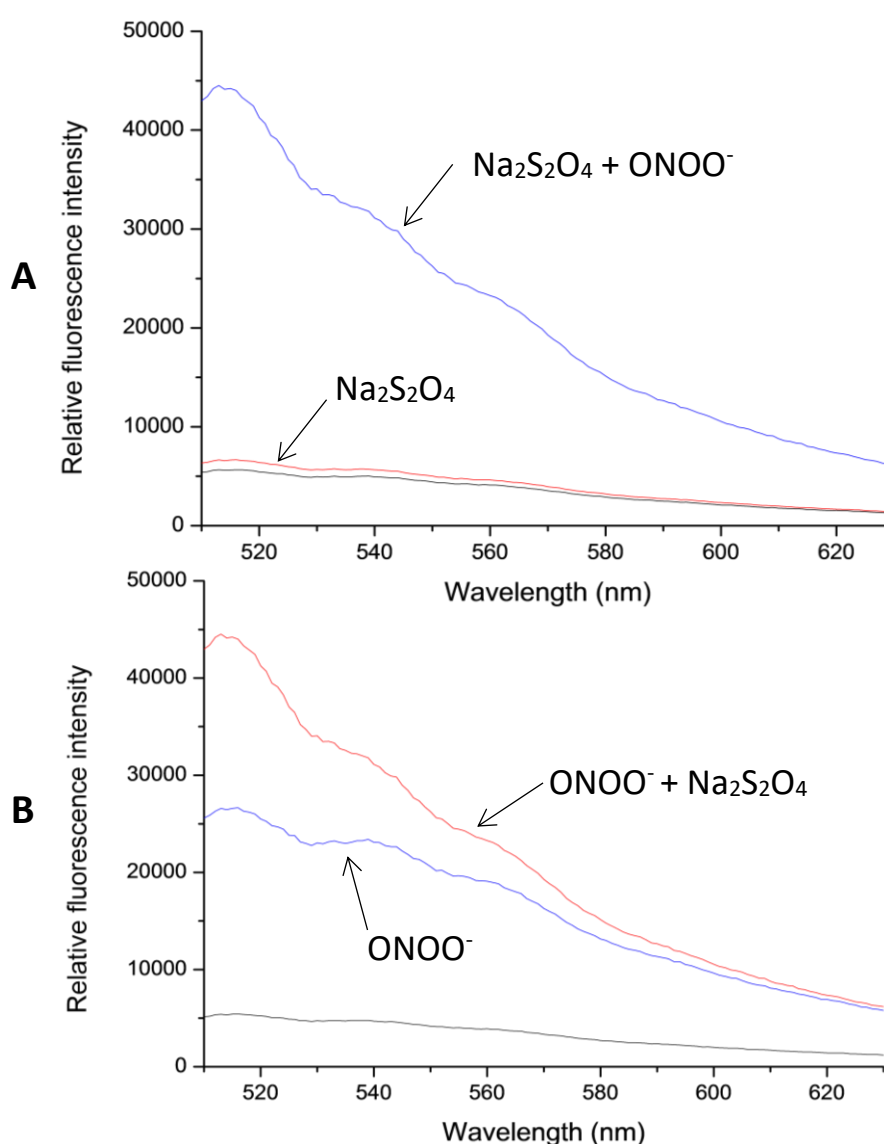 A
Relative fluorescence intensity
50000
40000
30000
20000
10000
0
Na₂S₂O₄ + ONOO⁻
Na₂S₂O₄
520 540 560 580 600 620
Wavelength (nm)
B
Relative fluorescence intensity
50000
40000
30000
20000
10000
0
ONOO⁻ + Na₂S₂O₄
ONOO⁻
520 540 560 580 600 620
Wavelength (nm)